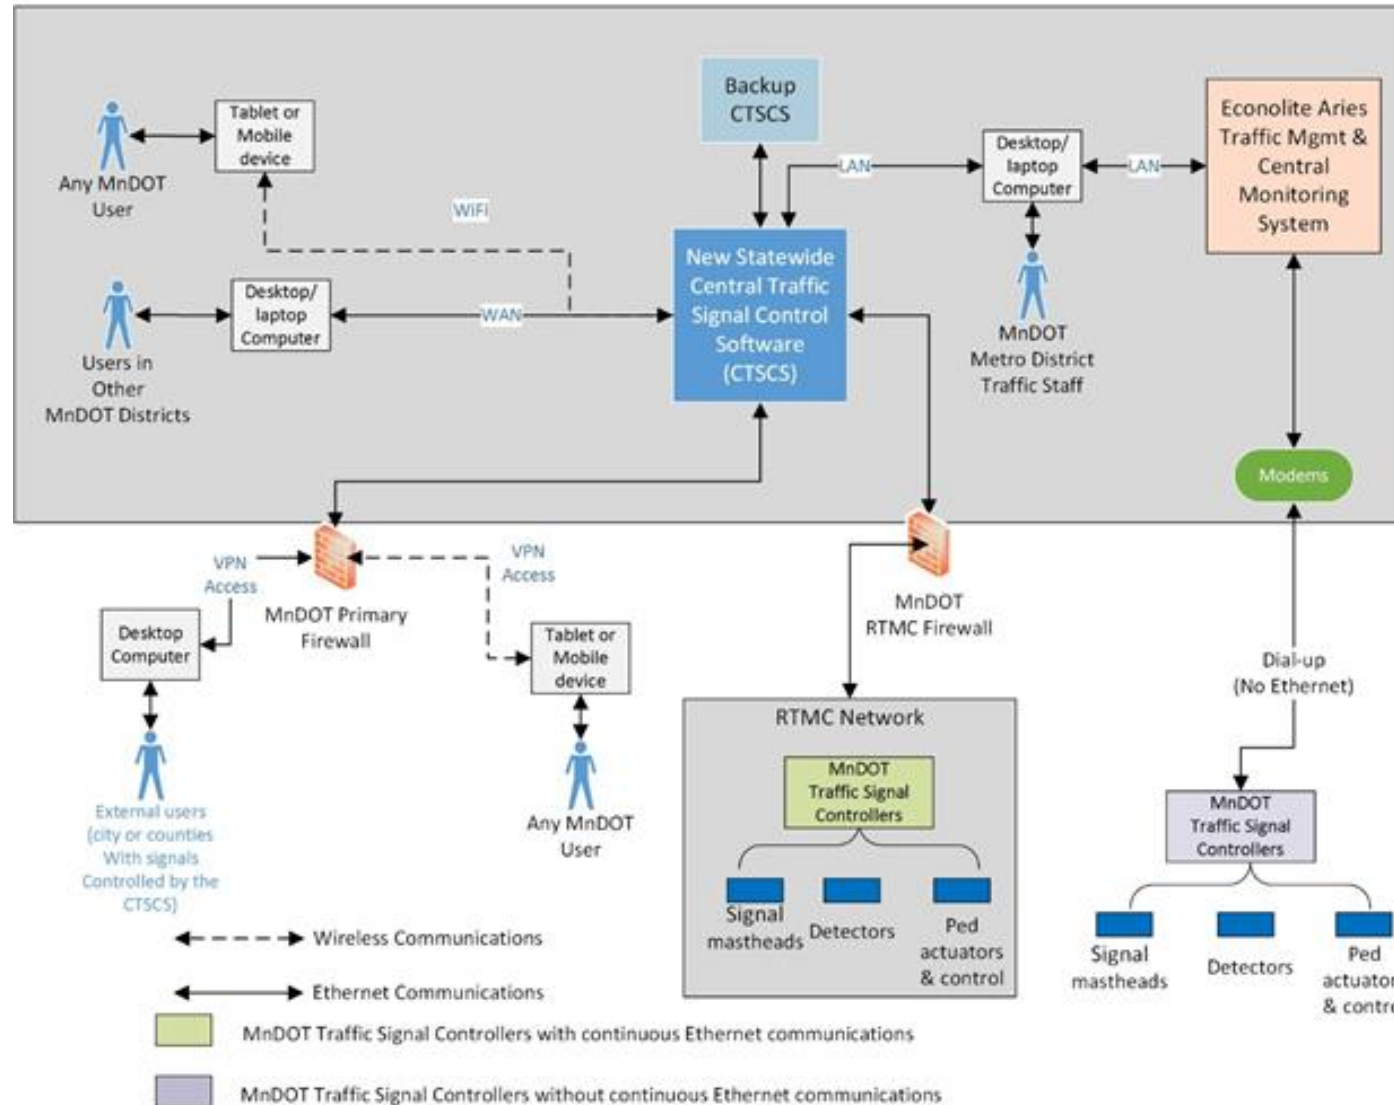 Backup
CTSCS
Econolite Aries
Traffic Mgmt &
Central
Monitoring
System
Tablet or
Mobile
device
Any MnDOT
User
Desktop/
laptop
Computer
LAN
LAN
WiFi
New Statewide
Central Traffic
Signal Control
Software
(CTSCS)
Desktop/
laptop
Computer
WAN
Users in
Other
MnDOT Districts
MnDOT
Metro District
Traffic Staff
Modems
VPN
Access
VPN
Access
MnDOT Primary
Firewall
MnDOT
RTMC Firewall
Desktop
Computer
Tablet or
Mobile
device
Dial-up
(No Ethernet)
RTMC Network
MnDOT
Traffic Signal
Controllers
MnDOT
Traffic Signal
Controllers
External users
(city or counties
With signals
Controlled by the
CTSCS)
Any MnDOT
User
Signal
mastheads
Detectors
Ped
actuators
& control
Signal
mastheads
Detectors
Ped
actuators
& contro
Wireless Communications
Ethernet Communications
MnDOT Traffic Signal Controllers with continuous Ethernet communications
MnDOT Traffic Signal Controllers without continuous Ethernet communications